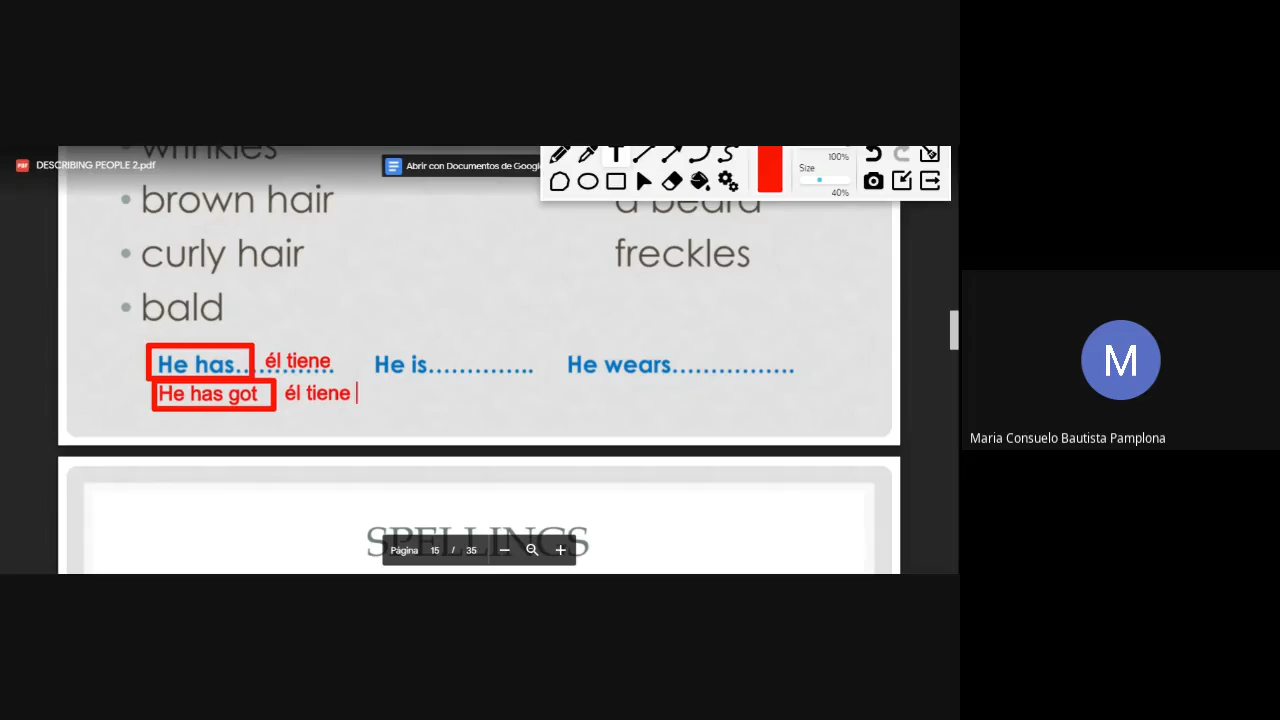 wrinkles
DESCRIBING PEOPLE 2.pdf
Abrir con Documentos de Google
100%
Size
40%
• brown hair
a beard
• curly hair
freckles
• bald
He has………….. él tiene
He is…………..
He wears……………
He has got él tiene
SPELLINGS
Página 15 / 35
M
Maria Consuelo Bautista Pamplona